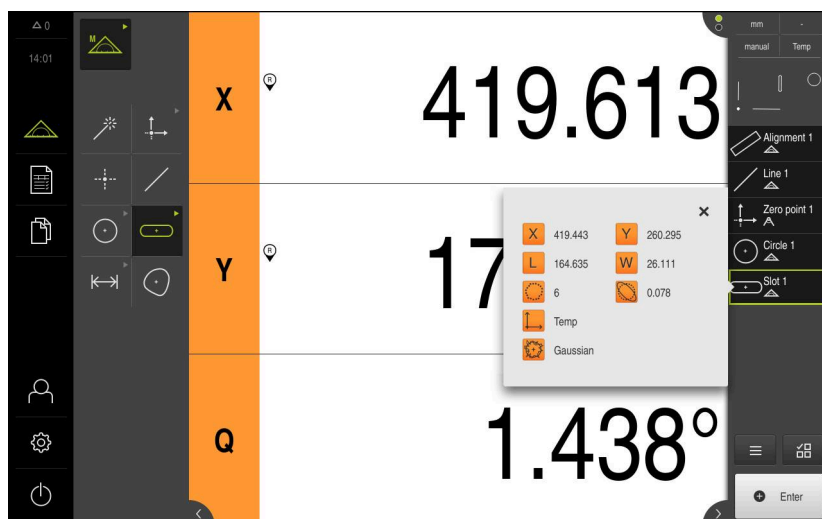 0
14:01
M
X
R
419.613
Y
R
17
Q
1.438°
X 419.443 Y 260.295
L 164.635 W 26.111
6 0.078
Temp
Gaussian
mm -
manual Temp
Alignment 1
Line 1
Zero point 1
Circle 1
Slot 1
Enter